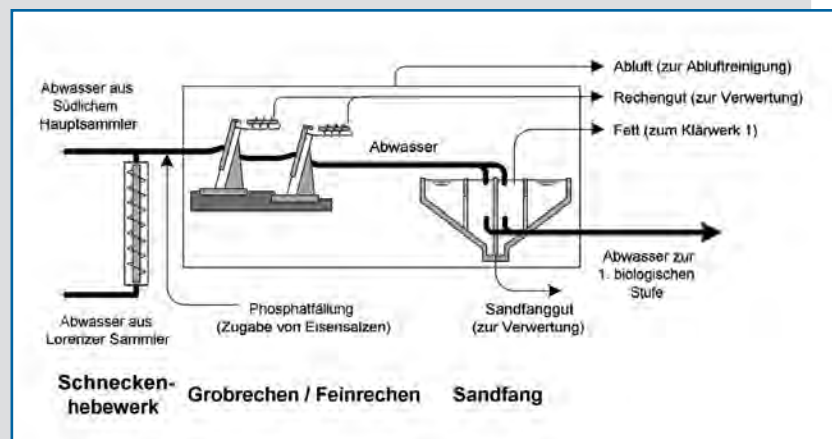 Abwasser aus
Südlichem
Hauptsammler
Abluft (zur Abluftreinigung)
Rechengut (zur Verwertung)
Fett (zum Klärwerk 1)
Abwasser
Abwasser zur
1. biologischen
Stufe
Abwasser aus
Lorenzer Sammler
Phosphatfällung
(Zugabe von Eisensalzen)
Sandfanggut
(zur Verwertung)
Schnecken-
hebewerk
Grobrechen / Feinrechen
Sandfang